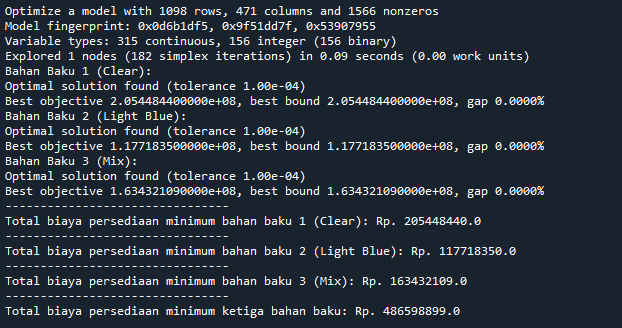 Optimize a model with 1098 rows, 471 columns and 1566 nonzeros
Model fingerprint: 0x0d6b1df5, 0x9f51dd7f, 0x53907955
Variable types: 315 continuous, 156 integer (156 binary)
Explored 1 nodes (182 simplex iterations) in 0.09 seconds (0.00 work units)
Bahan Baku 1 (Clear):
Optimal solution found (tolerance 1.00e-04)
Best objective 2.054484400000e+08, best bound 2.054484400000e+08, gap 0.0000%
Bahan Baku 2 (Light Blue):
Optimal solution found (tolerance 1.00e-04)
Best objective 1.177183500000e+08, best bound 1.177183500000e+08, gap 0.0000%
Bahan Baku 3 (Mix):
Optimal solution found (tolerance 1.00e-04)
Best objective 1.634321090000e+08, best bound 1.634321090000e+08, gap 0.0000%
--------------------------------
Total biaya persediaan minimum bahan baku 1 (Clear): Rp. 205448440.0
--------------------------------
Total biaya persediaan minimum bahan baku 2 (Light Blue): Rp. 117718350.0
--------------------------------
Total biaya persediaan minimum bahan baku 3 (Mix): Rp. 163432109.0
--------------------------------
Total biaya persediaan minimum ketiga bahan baku: Rp. 486598899.0